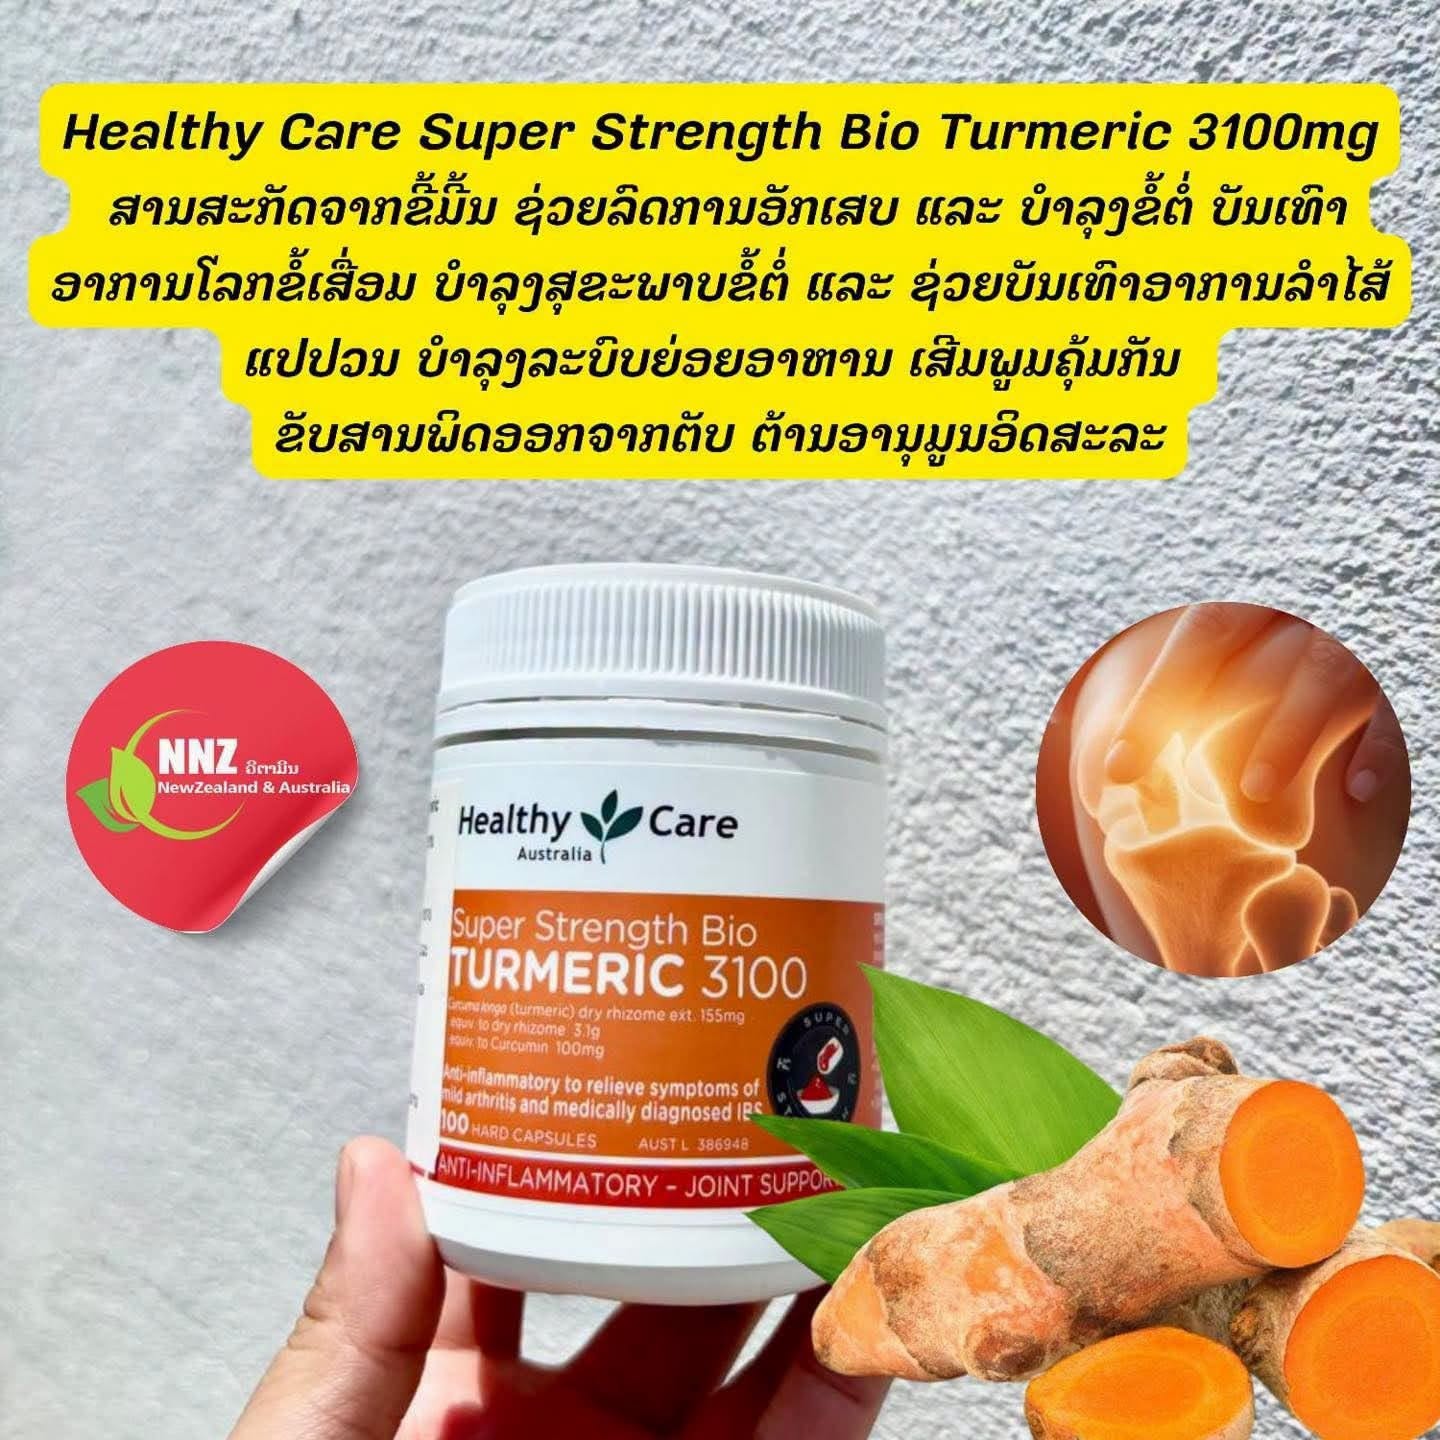 Healthy Care Super Strength Bio Turmeric 3100mg
ສານສະກັດຈາກຂີ້ມິ້ນ ຊ່ວຍລົດການອັກເສບ ແລະ ບໍາລຸງຂໍ້ຕໍ່ ບັນເທົາ
ອາການໂລກຂໍ້ເສື່ອມ ບໍາລຸງສຸຂະພາບຂໍ້ຕໍ່ ແລະ ຊ່ວຍບັນເທົາອາການລໍາໄສ້
ແປປວນ ບໍາລຸງລະບົບຍ່ອຍອາຫານ ເສີມພູມຄຸ້ມກັນ
ຂັບສານພິດອອກຈາກຕັບ ຕ້ານອານຸມູນອິດສະລະ
NNZ ວິຕາມິນ
NewZealand & Australia
Healthy Care
Australia
Super Strength Bio
TURMERIC 3100
Curcuma longa (turmeric) dry rhizome ext. 155mg
equiv. to dry rhizome 3.1g
equiv. to Curcumin 100mg
Anti-inflammatory to relieve symptoms of
mild arthritis and medically diagnosed IBS
100 HARD CAPSULES AUST L 386948
ANTI-INFLAMMATORY – JOINT SUPPORT
SUPER